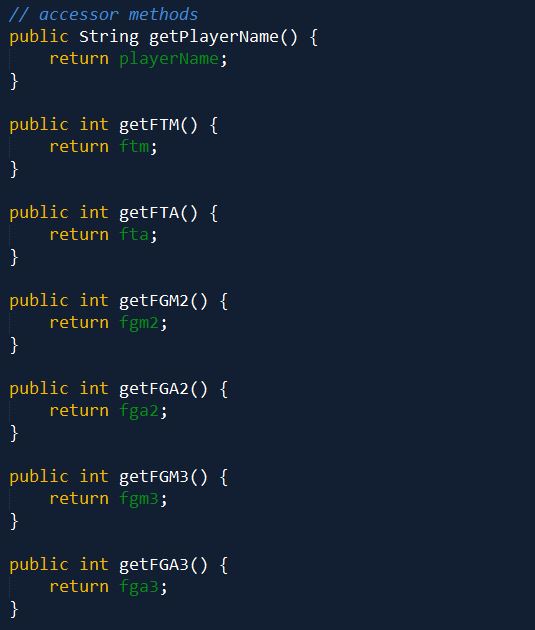 // accessor methods
public String getPlayerName() {
    return playerName;
}

public int getFTM() {
    return ftm;
}

public int getFTA() {
    return fta;
}

public int getFGM2() {
    return fgm2;
}

public int getFGA2() {
    return fga2;
}

public int getFGM3() {
    return fgm3;
}

public int getFGA3() {
    return fga3;
}